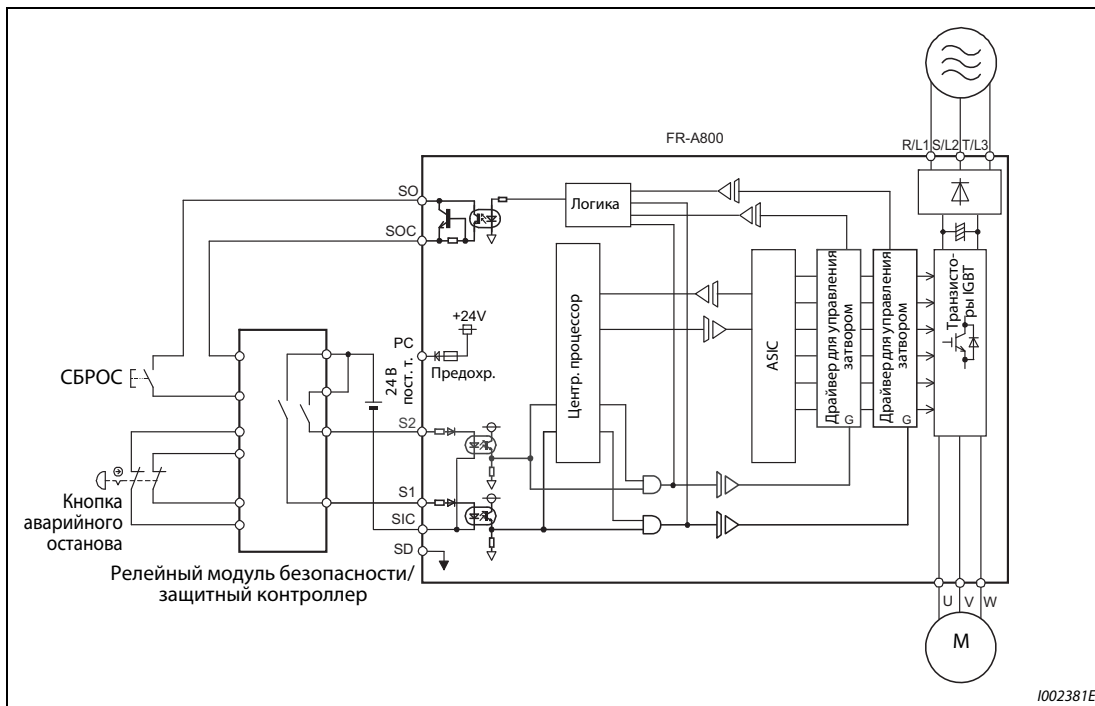 FR-A800
R/L1 S/L2 T/L3
SO
SOC
Логика
Центр. процессор
ASIC
Драйвер для управления
затвором
G
Драйвер для управления
затвором
G
Транзисто-
ры IGBT
+24V
PC
Предохр.
24 В
пост. т.
СБРОС
S2
S1
SIC
SD
Кнопка
аварийного
останова
Релейный модуль безопасности/
защитный контроллер
U V W
M
I002381E